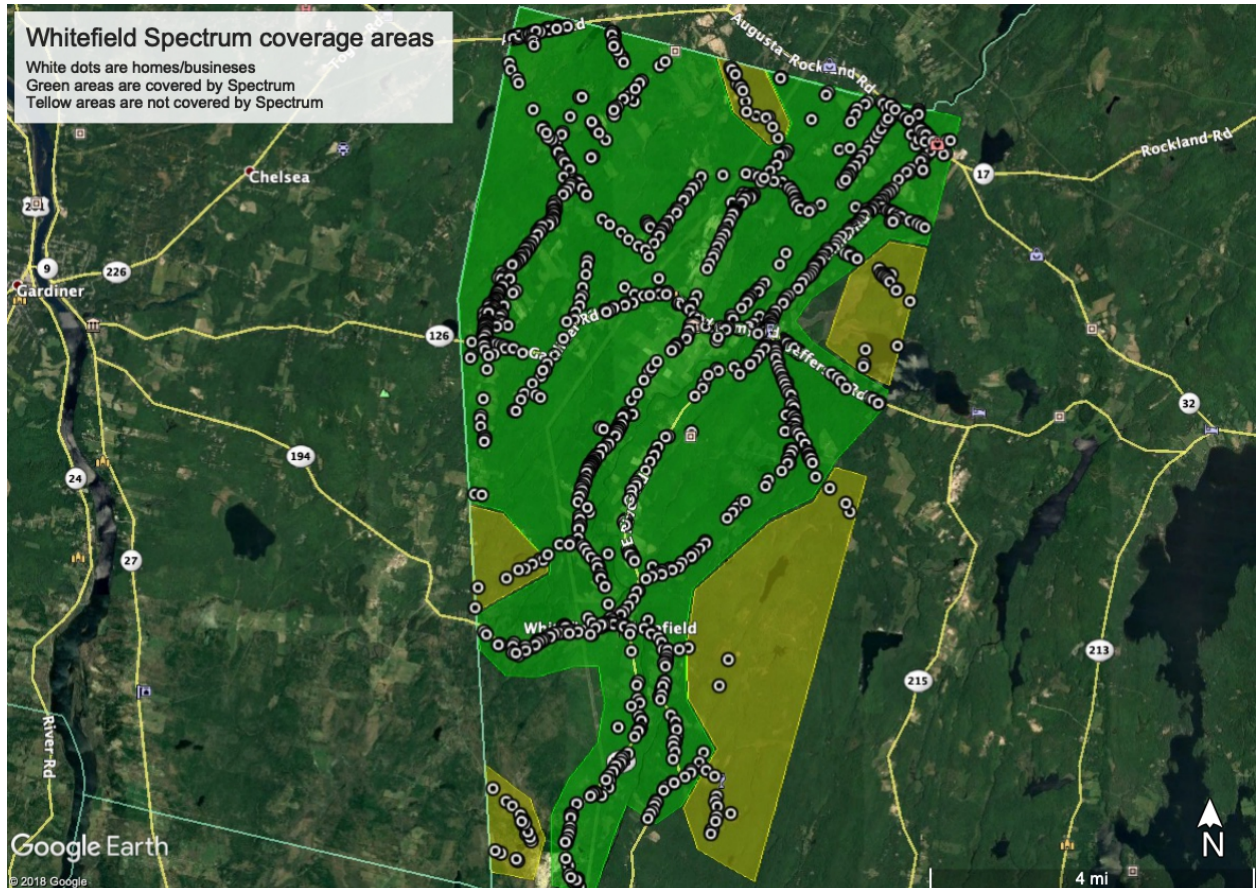 Whitefield Spectrum coverage areas
White dots are homes/busineses
Green areas are covered by Spectrum
Tellow areas are not covered by Spectrum
Augusta Rockland Rd
Rockland Rd
17
Chelsea
9
226
Gardiner
126
32
194
24
27
213
215
River Rd
Google Earth
© 2018 Google
N
4 mi